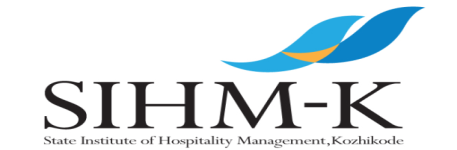 SIHM-K
State Institute of Hospitality Management,Kozhikode